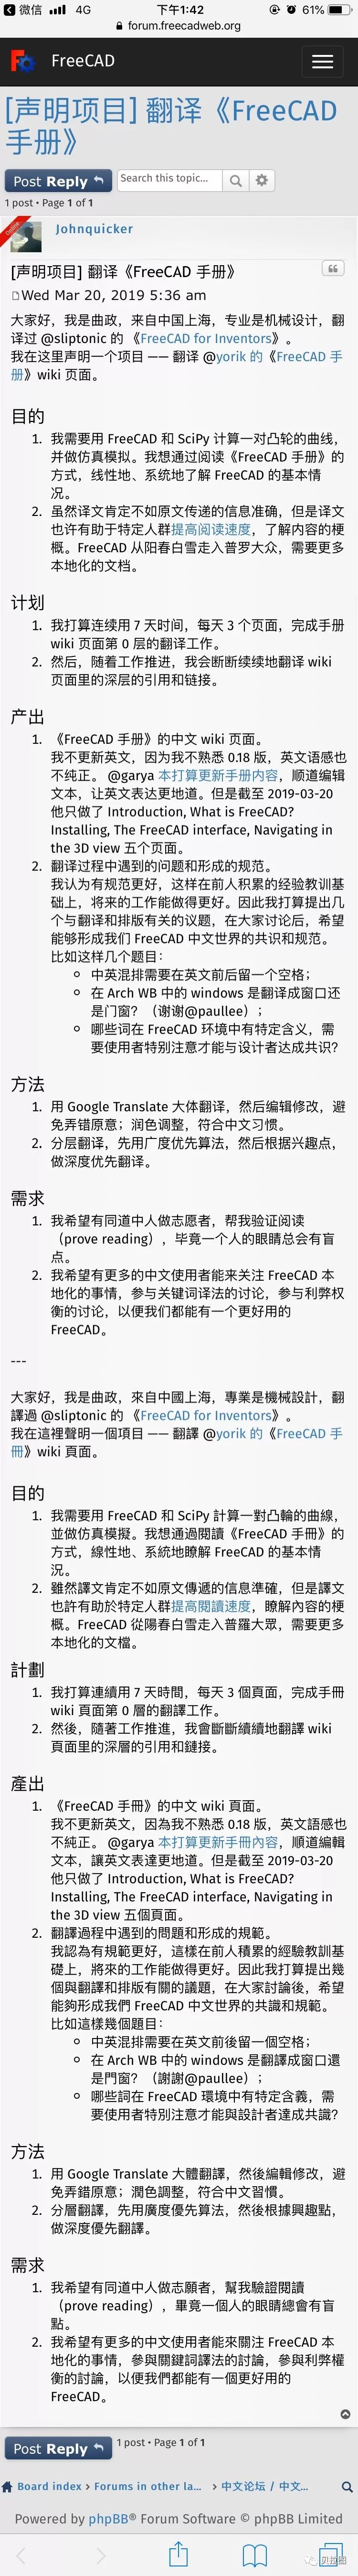 微信 4G 下午1:42 61%
forum.freecadweb.org
FreeCAD
[声明项目] 翻译《FreeCAD
手册》
Post Reply Search this topic...
1 post • Page 1 of 1
Online
Johnquicker
[声明项目] 翻译《FreeCAD 手册》
Wed Mar 20, 2019 5:36 am
大家好，我是曲政，来自中国上海，专业是机械设计，翻
译过 @sliptonic 的 《FreeCAD for Inventors》。
我在这里声明一个项目 —— 翻译 @yorik 的《FreeCAD 手
册》wiki 页面。
目的
1. 我需要用 FreeCAD 和 SciPy 计算一对凸轮的曲线，
并做仿真模拟。我想通过阅读《FreeCAD 手册》的
方式，线性地、系统地了解 FreeCAD 的基本情
况。
2. 虽然译文肯定不如原文传递的信息准确，但是译文
也许有助于特定人群提高阅读速度，了解内容的梗
概。FreeCAD 从阳春白雪走入普罗大众，需要更多
本地化的文档。
计划
1. 我打算连续用 7 天时间，每天 3 个页面，完成手册
wiki 页面第 0 层的翻译工作。
2. 然后，随着工作推进，我会断断续续地翻译 wiki
页面里的深层的引用和链接。
产出
1. 《FreeCAD 手册》的中文 wiki 页面。
我不更新英文，因为我不熟悉 0.18 版，英文语感也
不纯正。 @garya 本打算更新手册内容，顺道编辑
文本，让英文表达更地道。但是截至 2019-03-20
他只做了 Introduction, What is FreeCAD?
Installing, The FreeCAD interface, Navigating in
the 3D view 五个页面。
2. 翻译过程中遇到的问题和形成的规范。
我认为有规范更好，这样在前人积累的经验教训基
础上，将来的工作能做得更好。因此我打算提出几
个与翻译和排版有关的议题，在大家讨论后，希望
能够形成我们 FreeCAD 中文世界的共识和规范。
比如这样几个题目：
中英混排需要在英文前后留一个空格；
在 Arch WB 中的 windows 是翻译成窗口还
是门窗？（谢谢@paullee）；
哪些词在 FreeCAD 环境中有特定含义，需
要使用者特别注意才能与设计者达成共识？
方法
1. 用 Google Translate 大体翻译，然后编辑修改，避
免弄错原意；润色调整，符合中文习惯。
2. 分层翻译，先用广度优先算法，然后根据兴趣点，
做深度优先翻译。
需求
1. 我希望有同道中人做志愿者，帮我验证阅读
（prove reading），毕竟一个人的眼睛总会有盲
点。
2. 我希望有更多的中文使用者能来关注 FreeCAD 本
地化的事情，参与关键词译法的讨论，参与利弊权
衡的讨论，以便我们都能有一个更好用的
FreeCAD。
---
大家好，我是曲政，來自中國上海，專業是機械設計，翻
譯過 @sliptonic 的 《FreeCAD for Inventors》。
我在這裡聲明一個項目 —— 翻譯 @yorik 的《FreeCAD 手
冊》wiki 頁面。
目的
1. 我需要用 FreeCAD 和 SciPy 計算一對凸輪的曲線，
並做仿真模擬。我想通過閱讀《FreeCAD 手冊》的
方式，線性地、系統地瞭解 FreeCAD 的基本情
況。
2. 雖然譯文肯定不如原文傳遞的信息準確，但是譯文
也許有助於特定人群提高閱讀速度，瞭解內容的梗
概。FreeCAD 從陽春白雪走入普羅大眾，需要更多
本地化的文檔。
計劃
1. 我打算連續用 7 天時間，每天 3 個頁面，完成手冊
wiki 頁面第 0 層的翻譯工作。
2. 然後，隨著工作推進，我會斷斷續續地翻譯 wiki
頁面里的深層的引用和鏈接。
產出
1. 《FreeCAD 手冊》的中文 wiki 頁面。
我不更新英文，因為我不熟悉 0.18 版，英文語感也
不純正。 @garya 本打算更新手冊內容，順道編輯
文本，讓英文表達更地道。但是截至 2019-03-20
他只做了 Introduction, What is FreeCAD?
Installing, The FreeCAD interface, Navigating in
the 3D view 五個頁面。
2. 翻譯過程中遇到的問題和形成的規範。
我認為有規範更好，這樣在前人積累的經驗教訓基
礎上，將來的工作能做得更好。因此我打算提出幾
個與翻譯和排版有關的議題，在大家討論後，希望
能夠形成我們 FreeCAD 中文世界的共識和規範。
比如這樣幾個題目：
中英混排需要在英文前後留一個空格；
在 Arch WB 中的 windows 是翻譯成窗口還
是門窗？（謝謝@paullee）；
哪些詞在 FreeCAD 環境中有特定含義，需
要使用者特別注意才能與設計者達成共識？
方法
1. 用 Google Translate 大體翻譯，然後編輯修改，避
免弄錯原意；潤色調整，符合中文習慣。
2. 分層翻譯，先用廣度優先算法，然後根據興趣點，
做深度優先翻譯。
需求
1. 我希望有同道中人做志願者，幫我驗證閱讀
（prove reading），畢竟一個人的眼睛總會有盲
點。
2. 我希望有更多的中文使用者能來關注 FreeCAD 本
地化的事情，參與關鍵詞譯法的討論，參與利弊權
衡的討論，以便我們都能有一個更好用的
FreeCAD。
Post Reply 1 post • Page 1 of 1
Board index › Forums in other la... › 中文论坛 / 中文...
Powered by phpBB® Forum Software © phpBB Limited